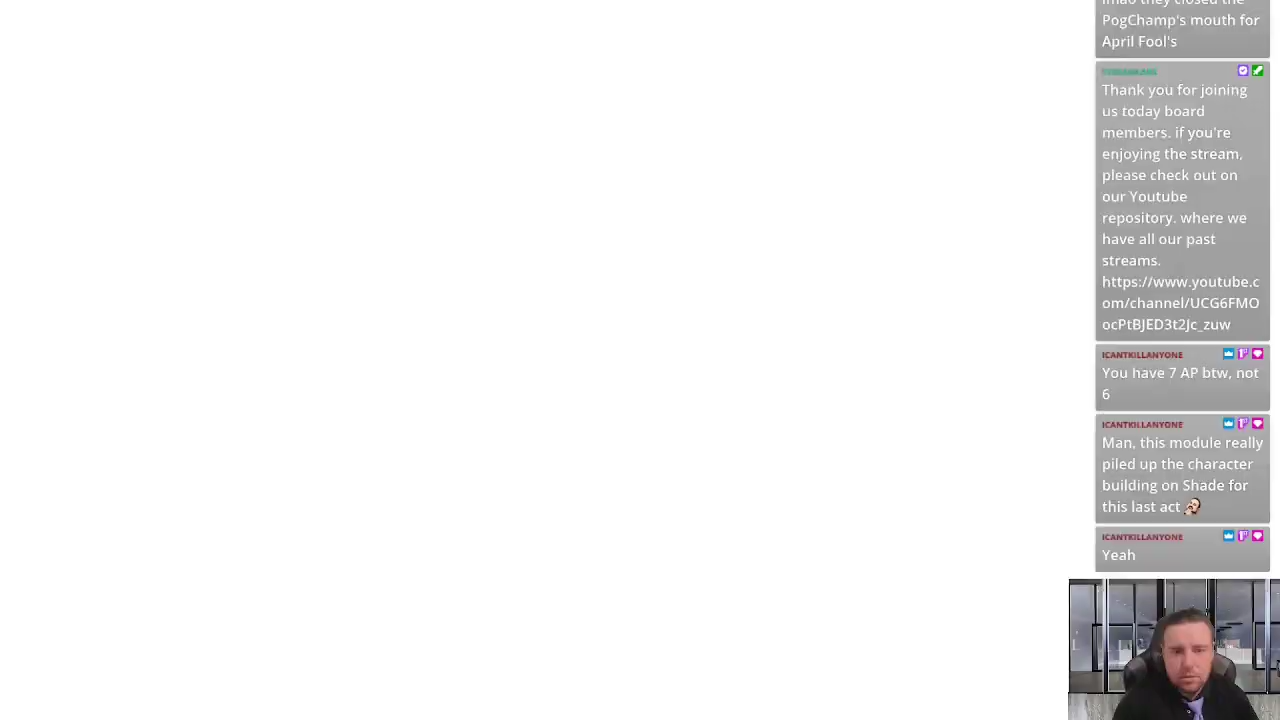 lmao they closed the
PogChamp's mouth for
April Fool's
Thank you for joining
us today board
members. if you're
enjoying the stream,
please check out on
our Youtube
repository. where we
have all our past
streams.
https://www.youtube.c
om/channel/UCG6FMO
ocPtBJED3t2Jc_zuw
ICANTKILLANYONE
You have 7 AP btw, not
6
ICANTKILLANYONE
Man, this module really
piled up the character
building on Shade for
this last act
ICANTKILLANYONE
Yeah